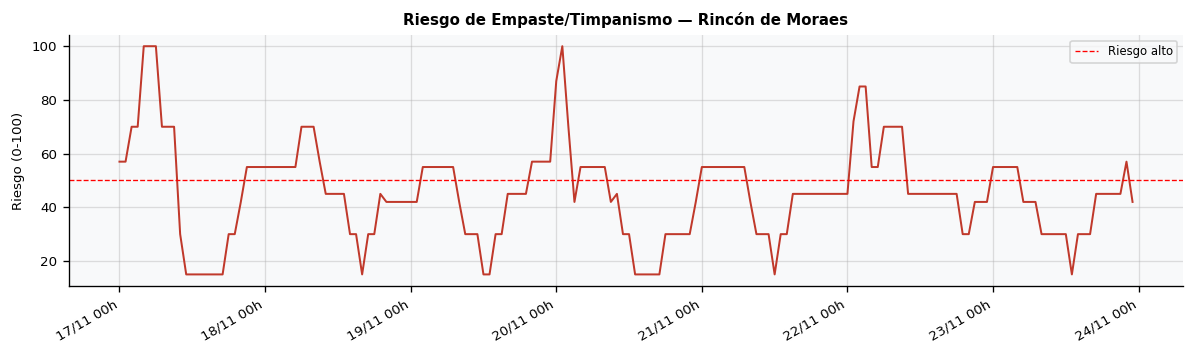 Riesgo de Empaste/Timpanismo — Rincón de Moraes
Riesgo alto
Riesgo (0-100)
100
80
60
40
20
17/11 00h
18/11 00h
19/11 00h
20/11 00h
21/11 00h
22/11 00h
23/11 00h
24/11 00h